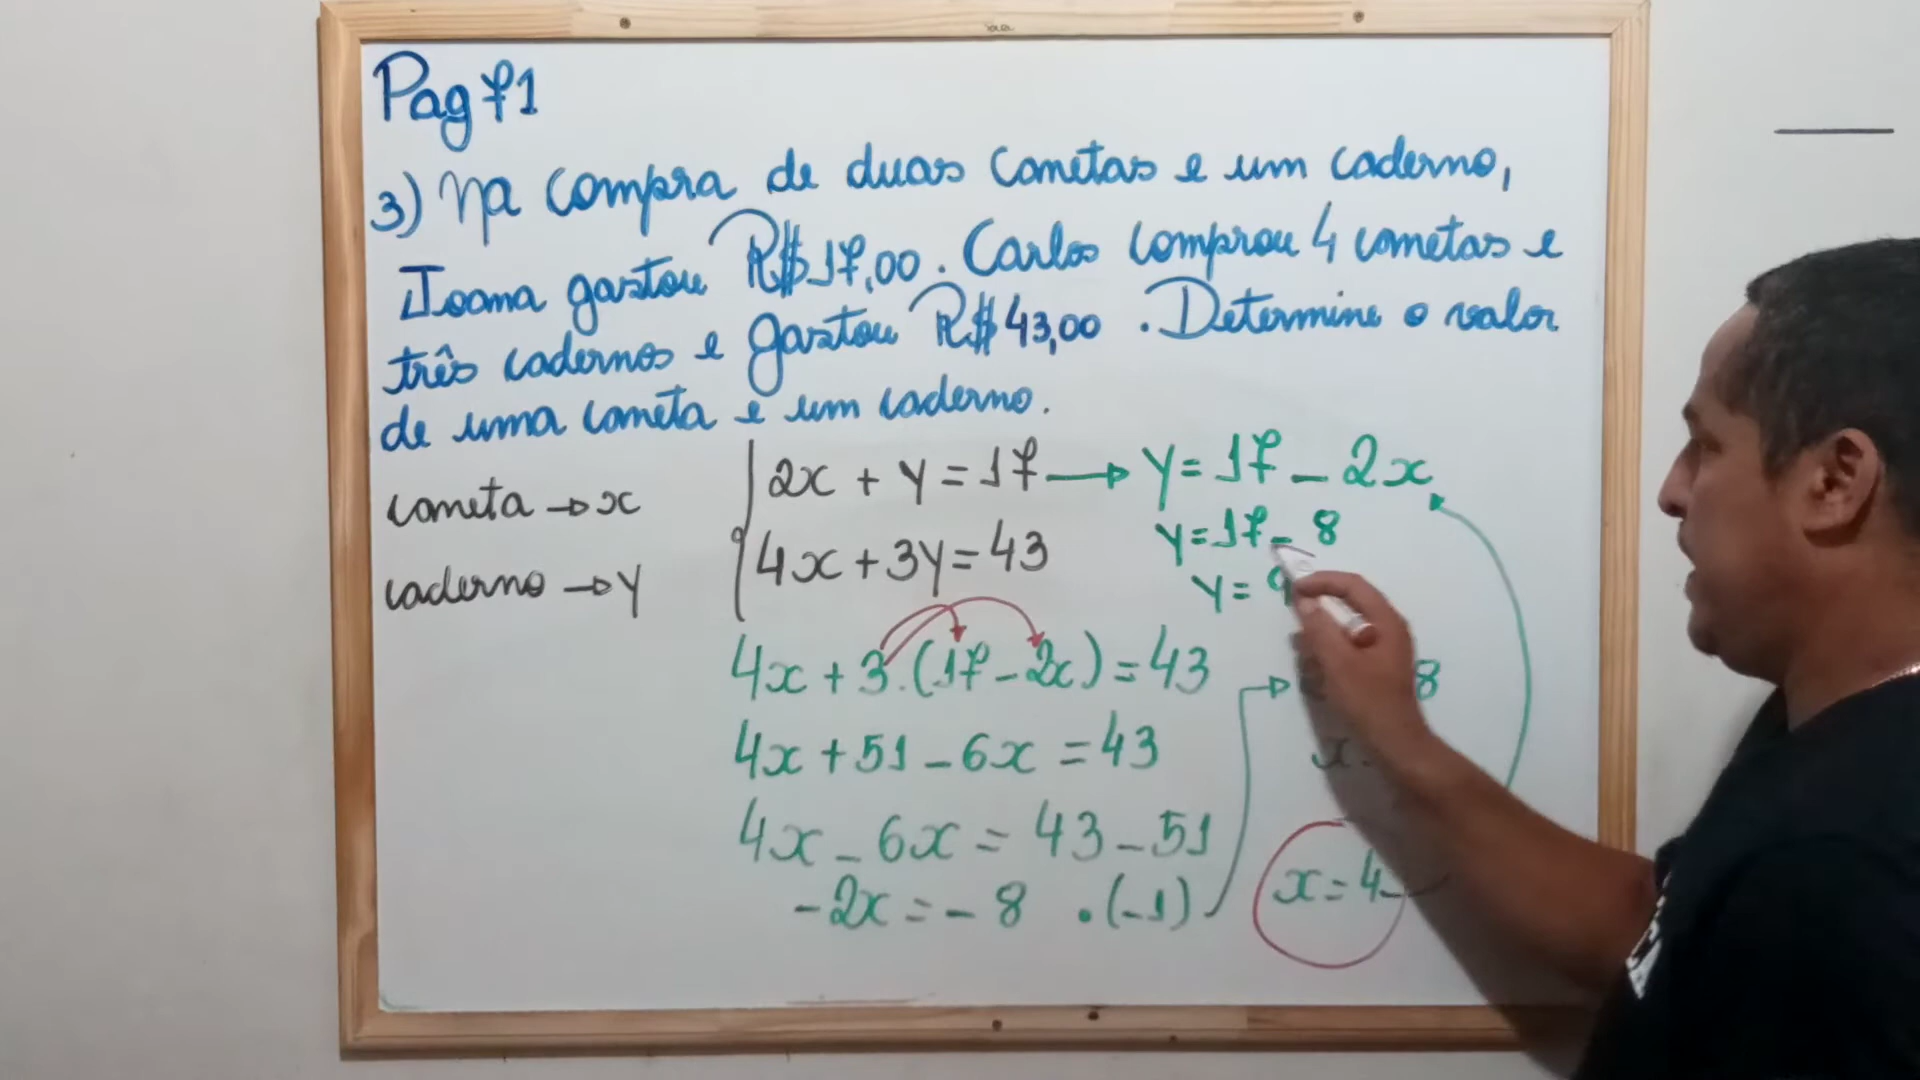 Pag 71
3) Na compra de duas canetas e um caderno,
Joana gastou R$ 17,00. Carlos comprou 4 canetas e
três cadernos e gastou R$ 43,00. Determine o valor
de uma caneta e um caderno.
caneta → x
caderno → y
2x + y = 17 → y = 17 - 2x
4x + 3y = 43
y = 17 - 8
y = 9
4x + 3.(17 - 2x) = 43
4x + 51 - 6x = 43
4x - 6x = 43 - 51
-2x = -8 .(-1)
8
x
x = 4